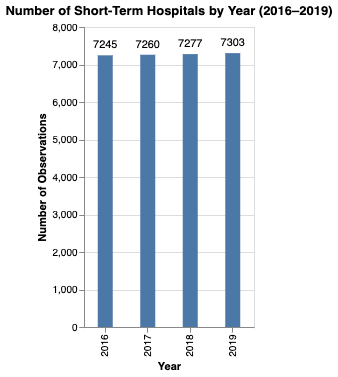 Number of Short-Term Hospitals by Year (2016–2019)
8,000
7245 7260 7277 7303
7,000
6,000
5,000
4,000
3,000
2,000
1,000
0
Number of Observations
2016 2017 2018 2019
Year